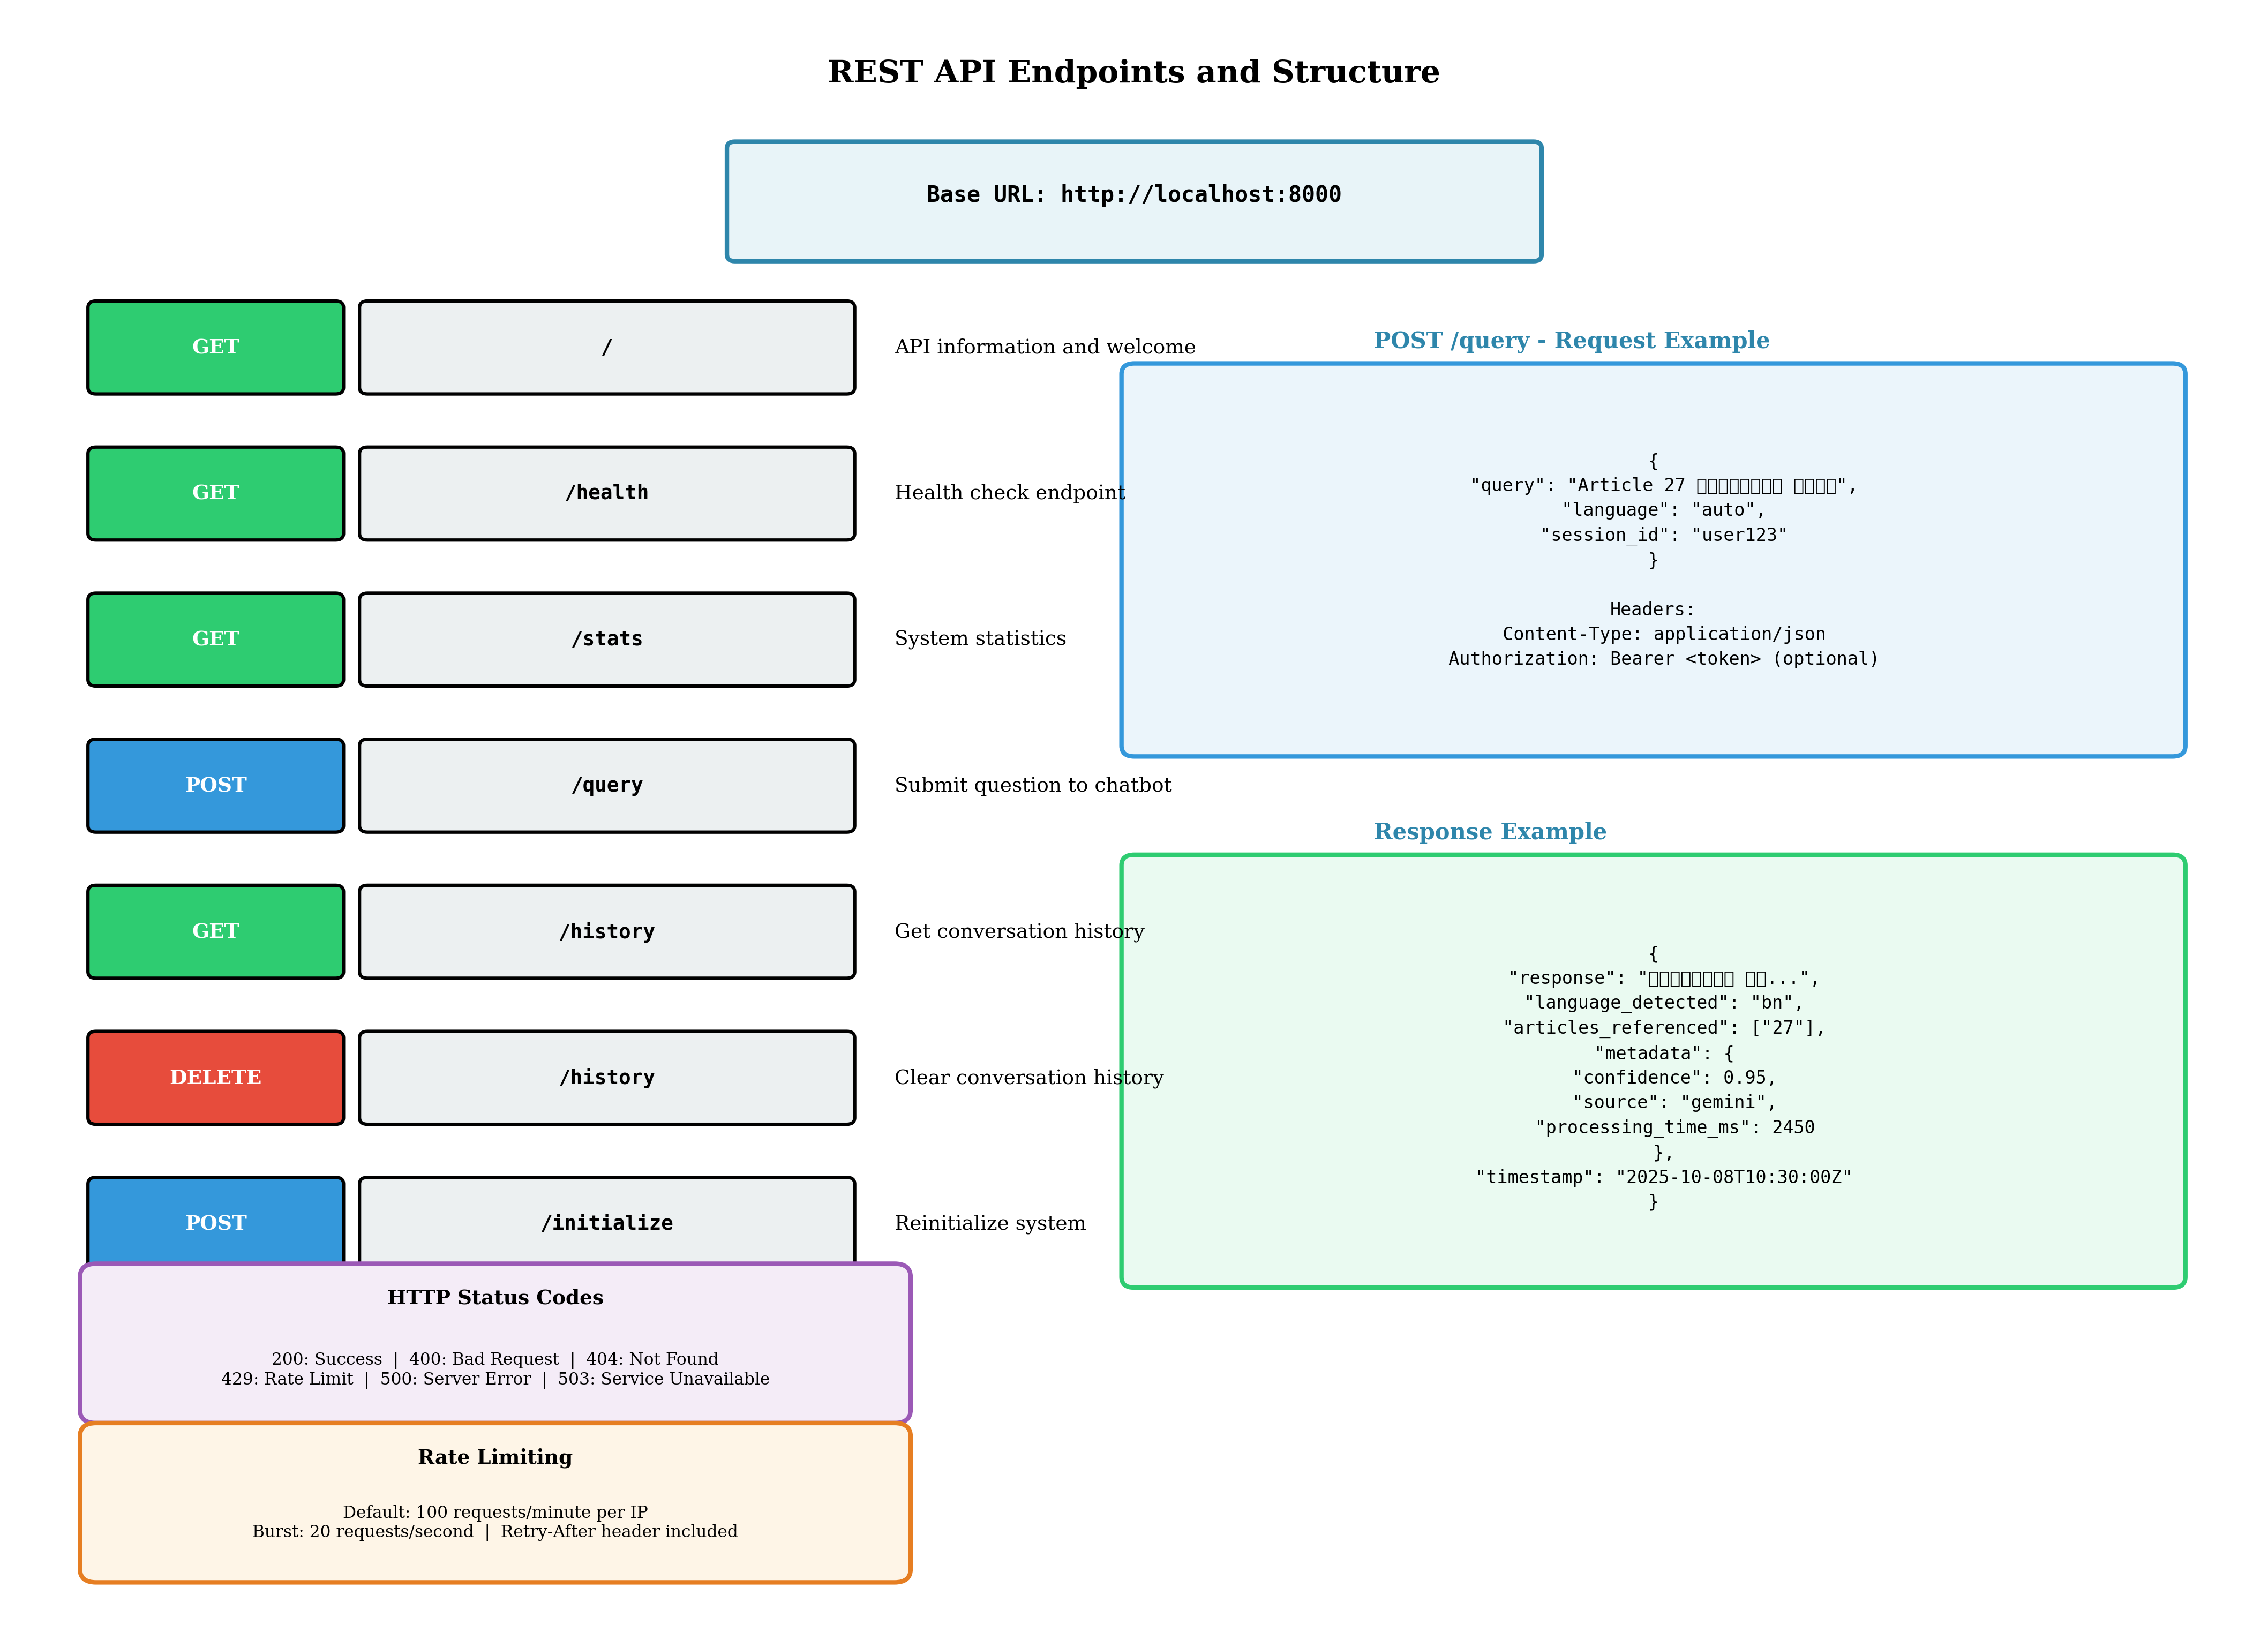 REST API Endpoints and Structure
Base URL: http://localhost:8000
GET
/
API information and welcome
GET
/health
Health check endpoint
GET
/stats
System statistics
POST
/query
Submit question to chatbot
GET
/history
Get conversation history
DELETE
/history
Clear conversation history
POST
/initialize
Reinitialize system
POST /query - Request Example
{
"query": "Article 27 ",
"language": "auto",
"session_id": "user123"
}
Headers:
Content-Type: application/json
Authorization: Bearer <token> (optional)
Response Example
{
"response": " ...",
"language_detected": "bn",
"articles_referenced": ["27"],
"metadata": {
"confidence": 0.95,
"source": "gemini",
"processing_time_ms": 2450
},
"timestamp": "2025-10-08T10:30:00Z"
}
HTTP Status Codes
200: Success | 400: Bad Request | 404: Not Found
429: Rate Limit | 500: Server Error | 503: Service Unavailable
Rate Limiting
Default: 100 requests/minute per IP
Burst: 20 requests/second | Retry-After header included